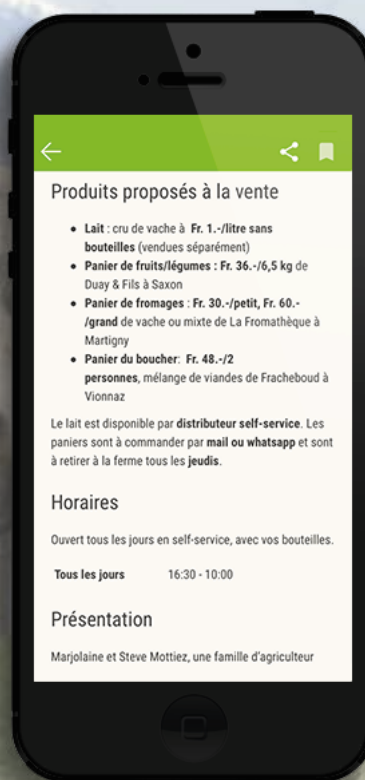 Produits proposés à la vente
• Lait : cru de vache à Fr. 1.-/litre sans
bouteilles (vendues séparément)
• Panier de fruits/légumes : Fr. 36.-/6,5 kg de
Duay & Fils à Saxon
• Panier de fromages : Fr. 30.-/petit, Fr. 60.-
/grand de vache ou mixte de La Fromathèque à
Martigny
• Panier du boucher: Fr. 48.-/2
personnes, mélange de viandes de Fracheboud à
Vionnaz
Le lait est disponible par distributeur self-service. Les
paniers sont à commander par mail ou whatsapp et sont
à retirer à la ferme tous les jeudis.
Horaires
Ouvert tous les jours en self-service, avec vos bouteilles.
Tous les jours 16:30 - 10:00
Présentation
Marjolaine et Steve Mottiez, une famille d'agriculteur